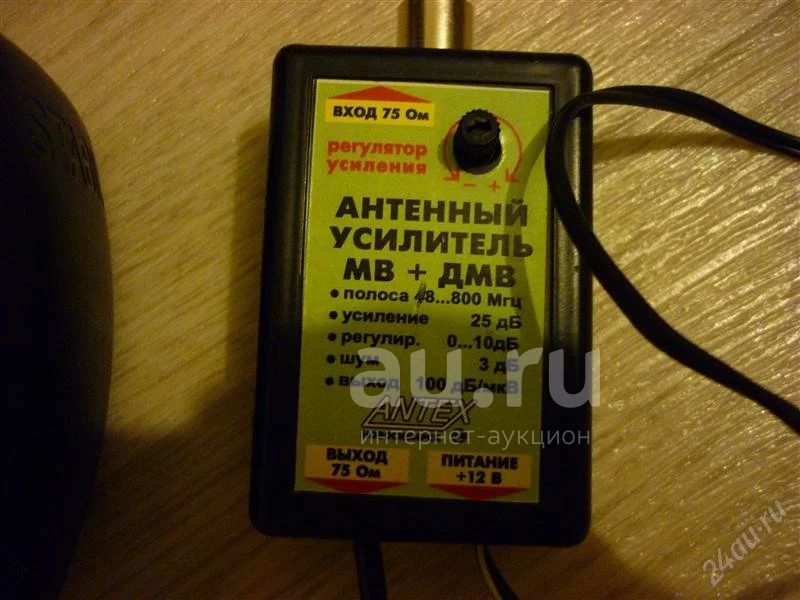 ВХОД 75 Ом
регулятор
усиления
− +
АНТЕННЫЙ
УСИЛИТЕЛЬ
МВ + ДМВ
• полоса 48...800 Мгц
• усиление 25 дБ
• регулир. 0...10дБ
• шум 3 дБ
• выход 100 дБ/мкВ
ANTEX
ВЫХОД
75 Ом
ПИТАНИЕ
+12 В
au.ru
интернет-аукцион
24au.ru